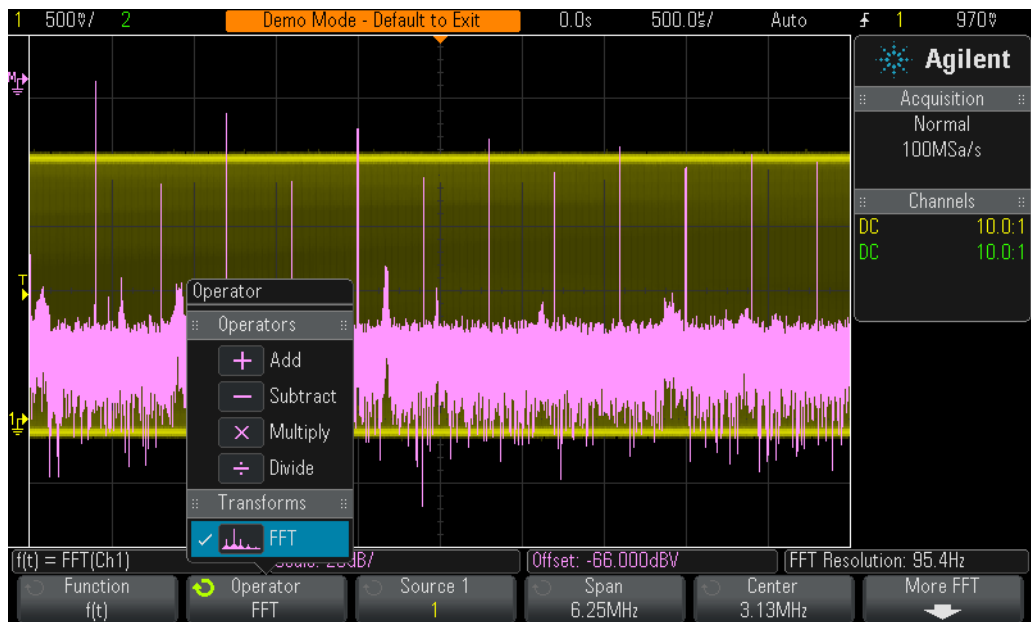 1 500㎷/ 2 Demo Mode - Default to Exit 0.0s 500.0㎲/ Auto 1 970㎷
Agilent
Acquisition
Normal
100MSa/s
Channels
DC 10.0:1
DC 10.0:1
M
T
1
Operator
Operators
Add
Subtract
Multiply
Divide
Transforms
FFT
f(t) = FFT(Ch1) dB/ Offset: -66.000dBV FFT Resolution: 95.4Hz
Function Operator Source 1 Span Center More FFT
f(t) FFT 1 6.25MHz 3.13MHz